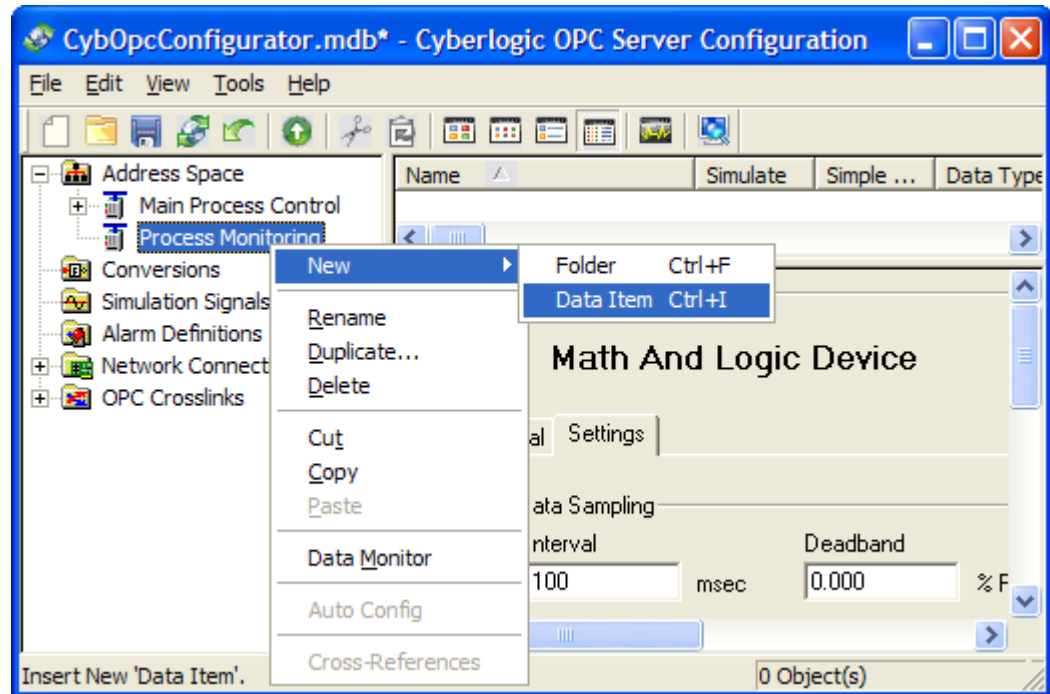 CybOpcConfigurator.mdb* - Cyberlogic OPC Server Configuration
File Edit View Tools Help
Address Space
Main Process Control
Process Monitoring
Conversions
Simulation Signals
Alarm Definitions
Network Connect
OPC Crosslinks
Name Simulate Simple ... Data Type
New
Rename
Duplicate...
Delete
Cut
Copy
Paste
Data Monitor
Auto Config
Cross-References
Folder Ctrl+F
Data Item Ctrl+I
Math And Logic Device
al Settings
ata Sampling
nterval Deadband
100 msec 0.000 % F
Insert New 'Data Item'. 0 Object(s)